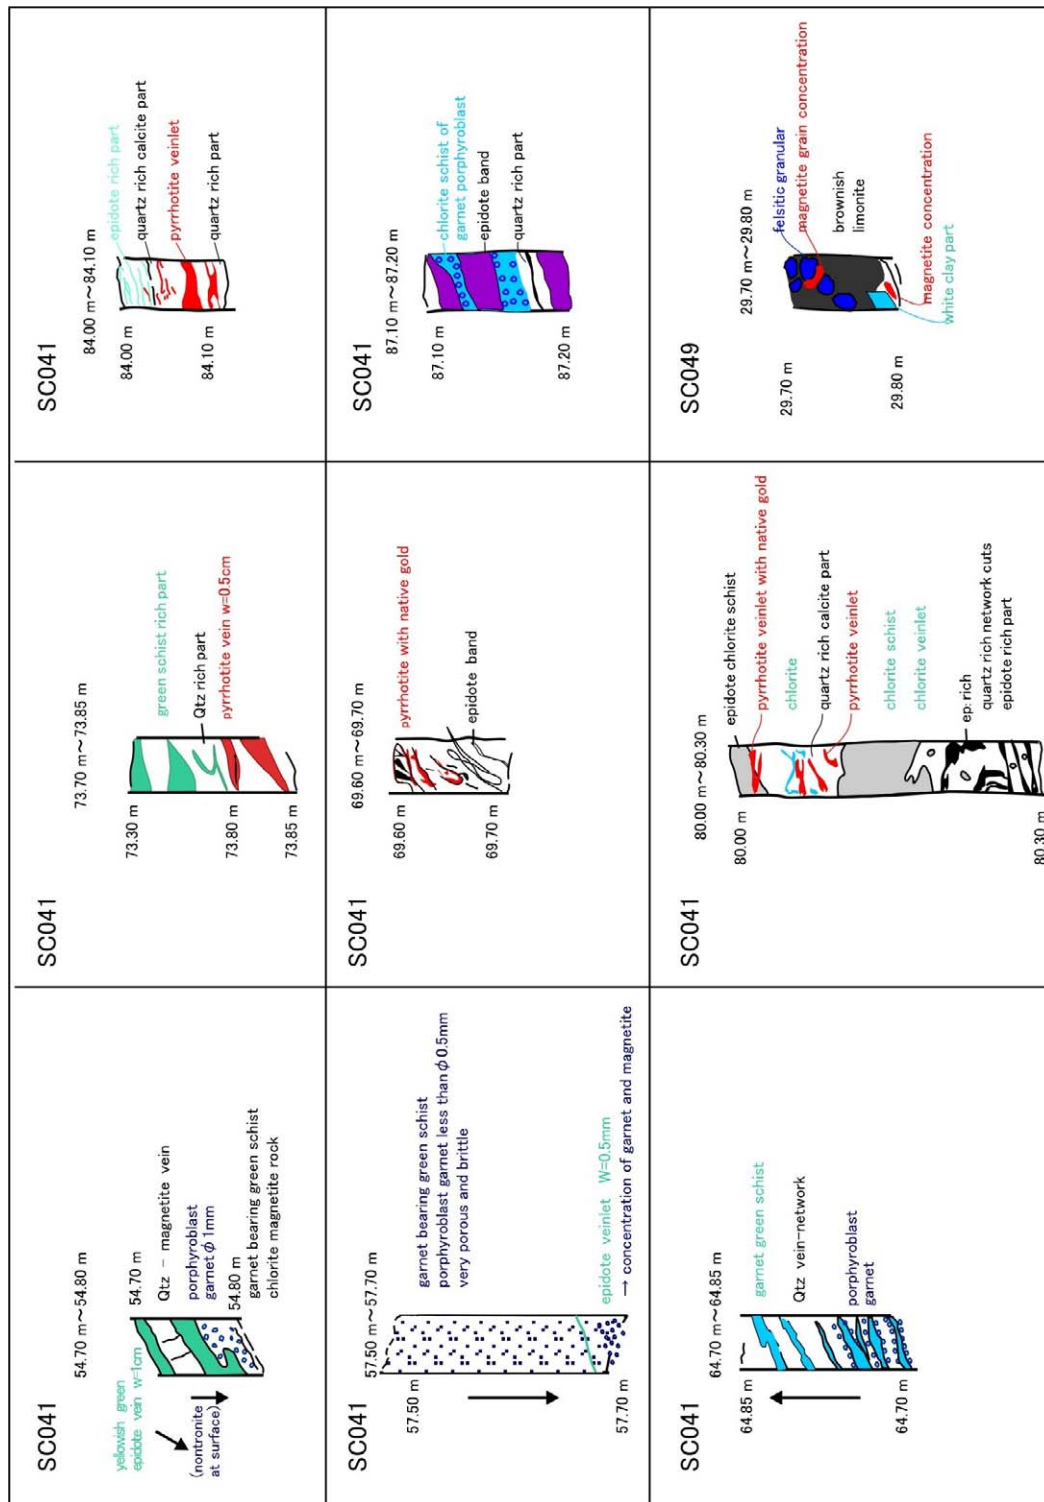 SC041
54.70 m~54.80 m
yellowish green
epidote vein w=1cm
54.70 m
Qtz - magnetite vein
(nontronite
at surface)
porphyroblast
garnet φ 1mm
54.80 m
garnet bearing green schist
chlorite magnetite rock
SC041
73.70 m~73.85 m
73.30 m
green schist rich part
Qtz rich part
73.80 m
pyrrhotite vein w=0.5cm
73.85 m
SC041
84.00 m~84.10 m
84.00 m
epidote rich part
quartz rich calcite part
pyrrhotite veinlet
84.10 m
quartz rich part
SC041
57.50 m~57.70 m
57.50 m
garnet bearing green schist
porphyroblast garnet less than φ 0.5mm
very porous and brittle
epidote veinlet W=0.5mm
57.70 m
→ concentration of garnet and magnetite
SC041
69.60 m~69.70 m
69.60 m
pyrrhotite with native gold
epidote band
69.70 m
SC041
87.10 m~87.20 m
87.10 m
chlorite schist of
garnet porphyroblast
epidote band
quartz rich part
87.20 m
SC041
64.70 m~64.85 m
64.85 m
garnet green schist
Qtz vein-network
porphyroblast
garnet
64.70 m
SC041
80.00 m~80.30 m
80.00 m
epidote chlorite schist
pyrrhotite veinlet with native gold
chlorite
quartz rich calcite part
pyrrhotite veinlet
chlorite schist
chlorite veinlet
ep: rich
quartz rich network cuts
epidote rich part
80.30 m
SC049
29.70 m~29.80 m
29.70 m
felsitic granular
magnetite grain concentration
brownish
limonite
29.80 m
magnetite concentration
white clay part